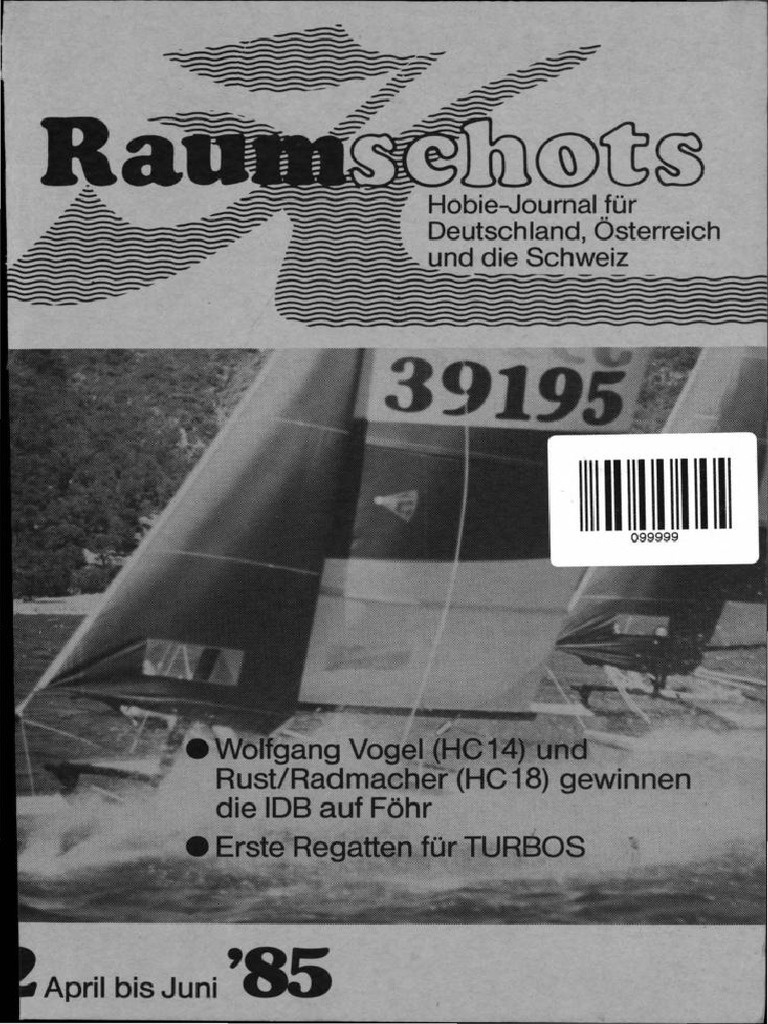 Raumschots
Hobie-Journal für
Deutschland, Österreich
und die Schweiz
39195
099999
● Wolfgang Vogel (HC14) und
Rust/Radmacher (HC18) gewinnen
die IDB auf Föhr
● Erste Regatten für TURBOS
2 April bis Juni '85